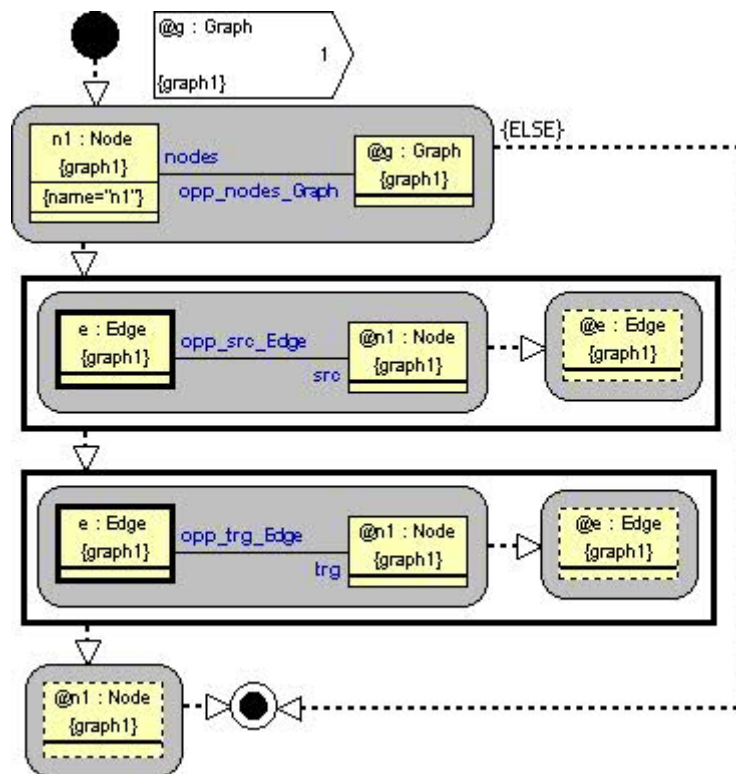 @g : Graph
1
{graph1}
n1 : Node
{graph1}
{name="n1"}
nodes
opp_nodes_Graph
@g : Graph
{graph1}
{ELSE}
e : Edge
{graph1}
opp_src_Edge
src
@n1 : Node
{graph1}
@e : Edge
{graph1}
e : Edge
{graph1}
opp_trg_Edge
trg
@n1 : Node
{graph1}
@e : Edge
{graph1}
@n1 : Node
{graph1}